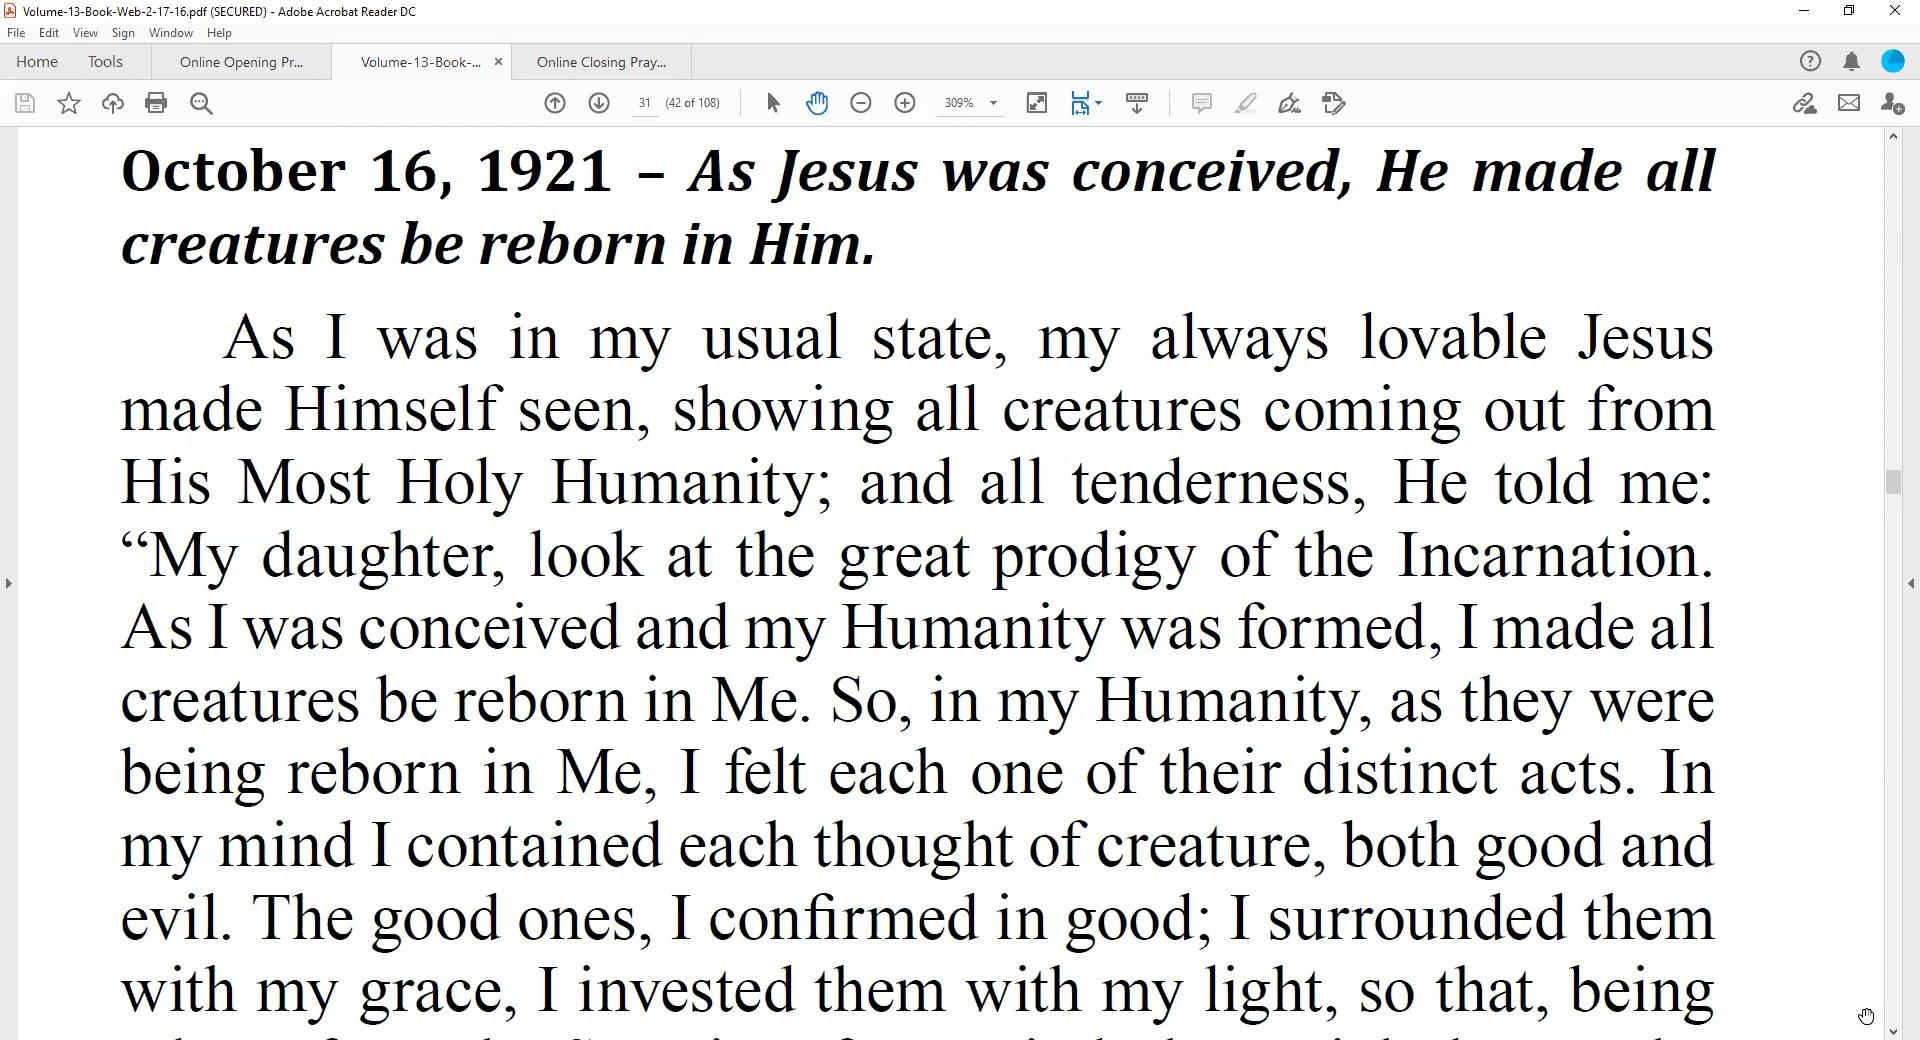 Volume-13-Book-Web-2-17-16.pdf (SECURED) - Adobe Acrobat Reader DC
File Edit View Sign Window Help
Home Tools Online Opening Pr... Volume-13-Book-... × Online Closing Pray...
31 (42 of 108) 309%
October 16, 1921 – As Jesus was conceived, He made all
creatures be reborn in Him.
As I was in my usual state, my always lovable Jesus
made Himself seen, showing all creatures coming out from
His Most Holy Humanity; and all tenderness, He told me:
“My daughter, look at the great prodigy of the Incarnation.
As I was conceived and my Humanity was formed, I made all
creatures be reborn in Me. So, in my Humanity, as they were
being reborn in Me, I felt each one of their distinct acts. In
my mind I contained each thought of creature, both good and
evil. The good ones, I confirmed in good; I surrounded them
with my grace, I invested them with my light, so that, being